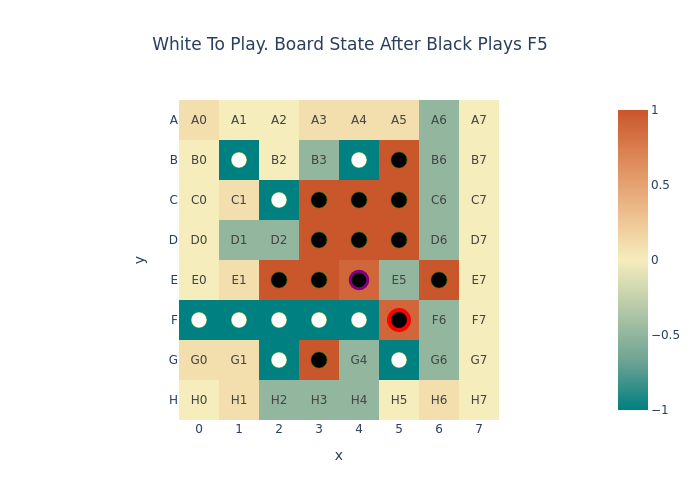 White To Play. Board State After Black Plays F5
A A0 A1 A2 A3 A4 A5 A6 A7
B B0 B2 B3 B6 B7
C C0 C1 C6 C7
D D0 D1 D2 D6 D7
E E0 E1 E5 E7
F F6 F7
G G0 G1 G4 G6 G7
H H0 H1 H2 H3 H4 H5 H6 H7
0 1 2 3 4 5 6 7
x
y
1
0.5
0
−0.5
−1